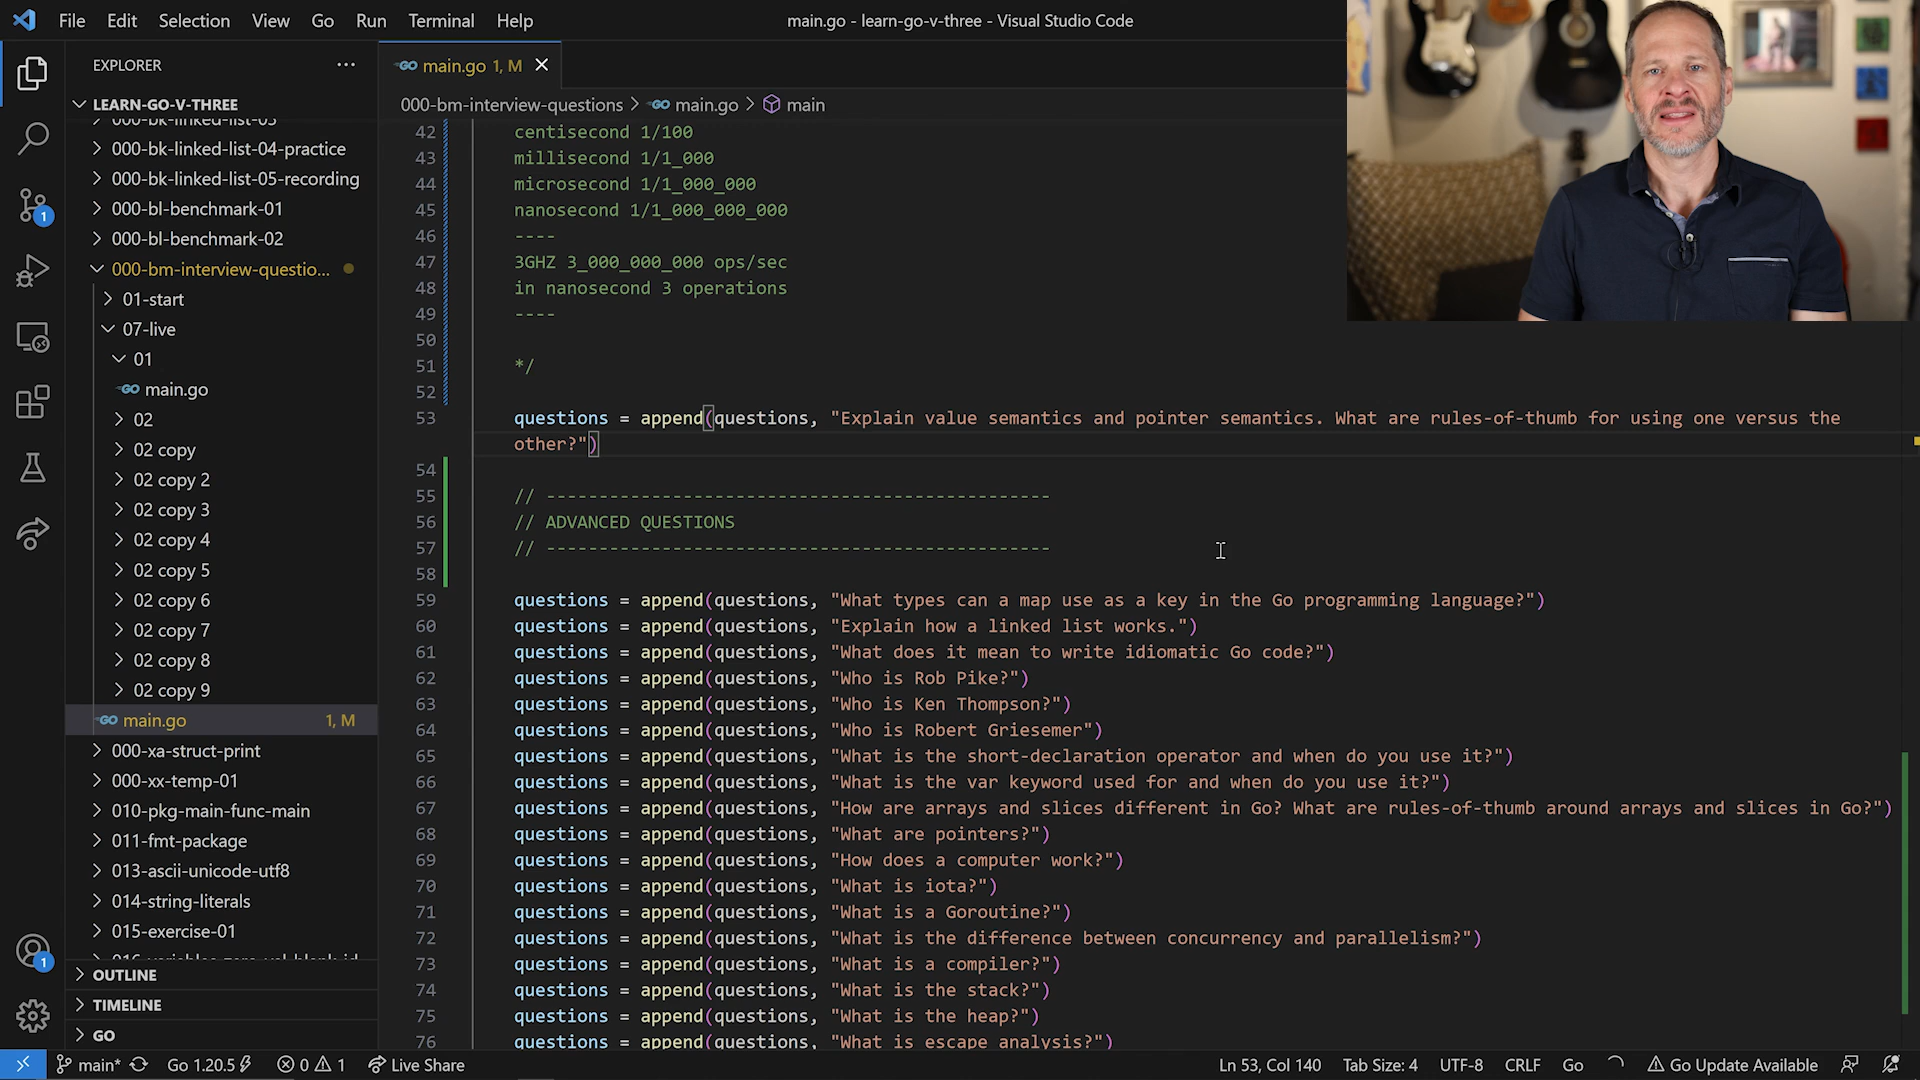 File Edit Selection View Go Run Terminal Help
main.go - learn-go-v-three - Visual Studio Code
EXPLORER
LEARN-GO-V-THREE
000-bk-linked-list-03
000-bk-linked-list-04-practice
000-bk-linked-list-05-recording
000-bl-benchmark-01
000-bl-benchmark-02
000-bm-interview-questio...
01-start
07-live
01
main.go
02
02 copy
02 copy 2
02 copy 3
02 copy 4
02 copy 5
02 copy 6
02 copy 7
02 copy 8
02 copy 9
main.go 1, M
000-xa-struct-print
000-xx-temp-01
010-pkg-main-func-main
011-fmt-package
013-ascii-unicode-utf8
014-string-literals
015-exercise-01
OUTLINE
TIMELINE
GO
1
1
main.go 1, M
000-bm-interview-questions > main.go > main
42 centisecond 1/100
43 millisecond 1/1_000
44 microsecond 1/1_000_000
45 nanosecond 1/1_000_000_000
46 ----
47 3GHZ 3_000_000_000 ops/sec
48 in nanosecond 3 operations
49 ----
50
51 */
52
53 questions = append(questions, "Explain value semantics and pointer semantics. What are rules-of-thumb for using one versus the
other?")
54
55 // ------------------------------------------------
56 // ADVANCED QUESTIONS
57 // ------------------------------------------------
58
59 questions = append(questions, "What types can a map use as a key in the Go programming language?")
60 questions = append(questions, "Explain how a linked list works.")
61 questions = append(questions, "What does it mean to write idiomatic Go code?")
62 questions = append(questions, "Who is Rob Pike?")
63 questions = append(questions, "Who is Ken Thompson?")
64 questions = append(questions, "Who is Robert Griesemer")
65 questions = append(questions, "What is the short-declaration operator and when do you use it?")
66 questions = append(questions, "What is the var keyword used for and when do you use it?")
67 questions = append(questions, "How are arrays and slices different in Go? What are rules-of-thumb around arrays and slices in Go?")
68 questions = append(questions, "What are pointers?")
69 questions = append(questions, "How does a computer work?")
70 questions = append(questions, "What is iota?")
71 questions = append(questions, "What is a Goroutine?")
72 questions = append(questions, "What is the difference between concurrency and parallelism?")
73 questions = append(questions, "What is a compiler?")
74 questions = append(questions, "What is the stack?")
75 questions = append(questions, "What is the heap?")
76 questions = append(questions, "What is escape analysis?")
main* Go 1.20.5 0 1 Live Share
Ln 53, Col 140 Tab Size: 4 UTF-8 CRLF Go Go Update Available